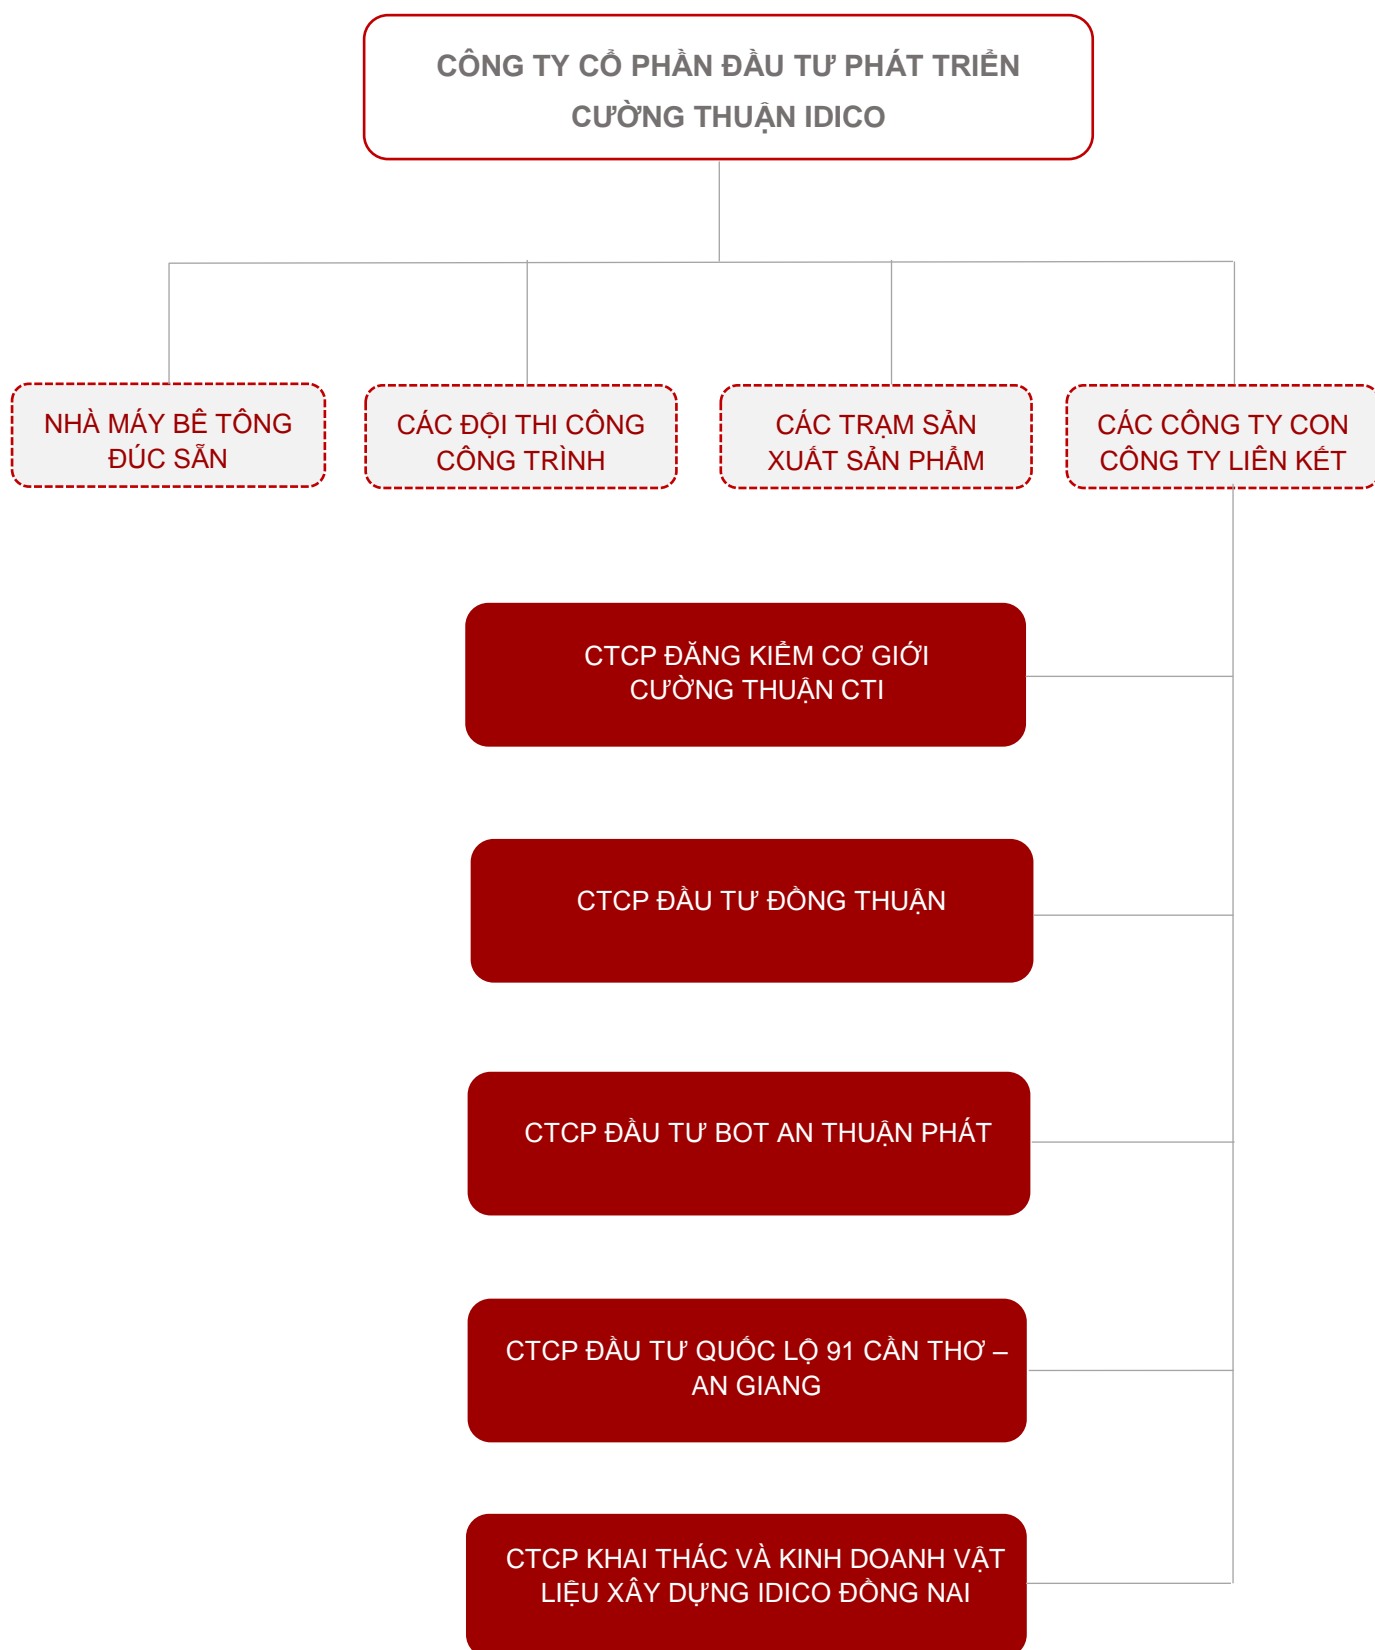 CÔNG TY CỔ PHẦN ĐẦU TƯ PHÁT TRIỂN
CƯỜNG THUẬN IDICO
NHÀ MÁY BÊ TÔNG
ĐÚC SẴN
CÁC ĐỘI THI CÔNG
CÔNG TRÌNH
CÁC TRẠM SẢN
XUẤT SẢN PHẨM
CÁC CÔNG TY CON
CÔNG TY LIÊN KẾT
CTCP ĐĂNG KIỂM CƠ GIỚI
CƯỜNG THUẬN CTI
CTCP ĐẦU TƯ ĐỒNG THUẬN
CTCP ĐẦU TƯ BOT AN THUẬN PHÁT
CTCP ĐẦU TƯ QUỐC LỘ 91 CẦN THƠ –
AN GIANG
CTCP KHAI THÁC VÀ KINH DOANH VẬT
LIỆU XÂY DỰNG IDICO ĐỒNG NAI